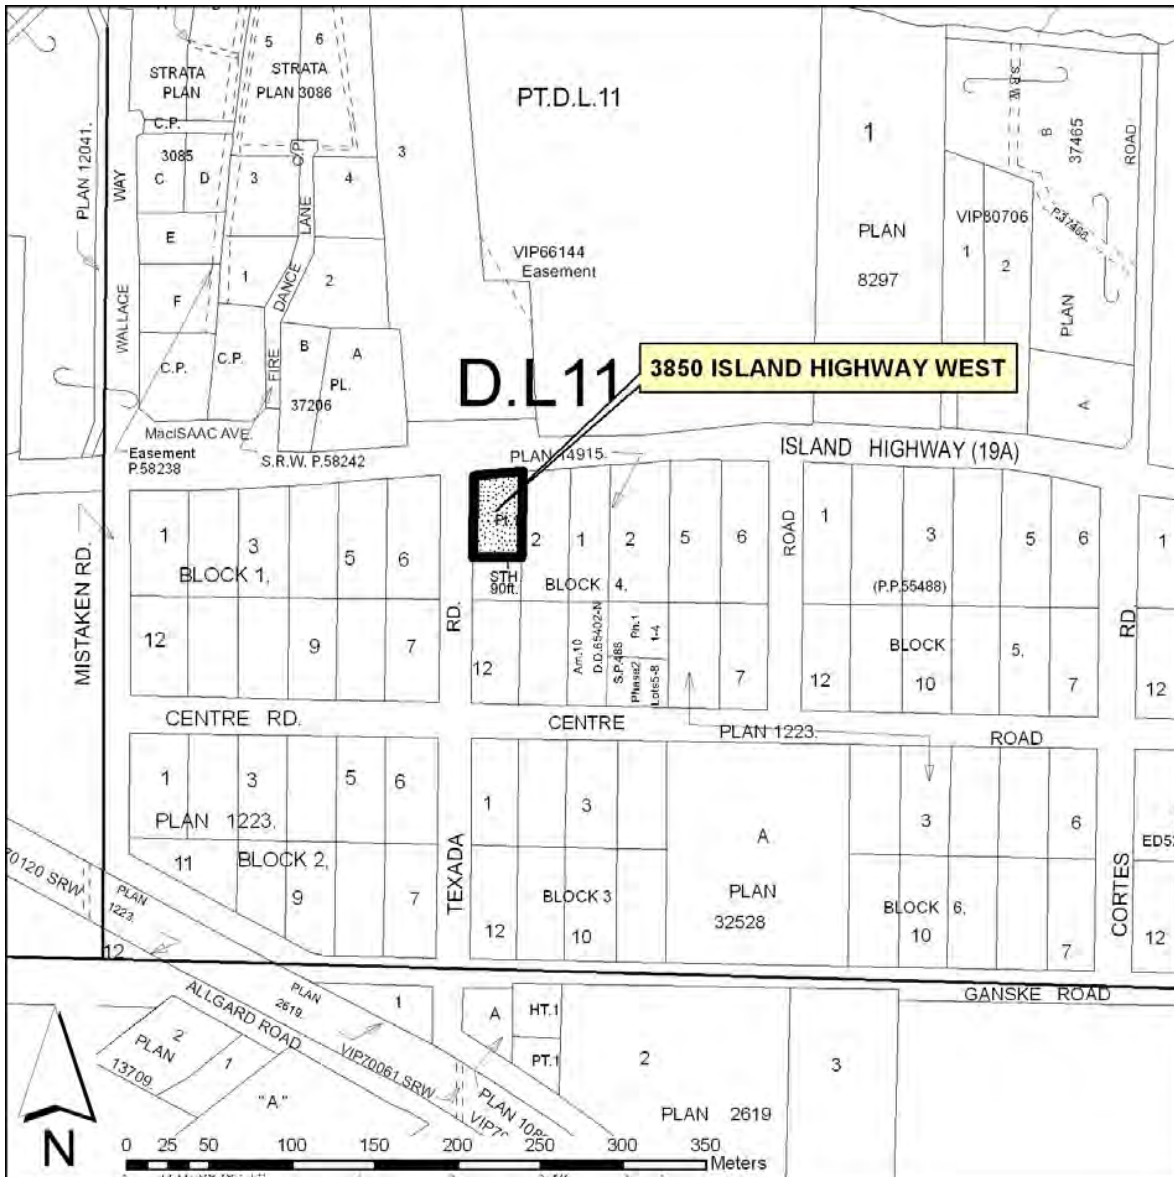 5
6
STRATA
PLAN
STRATA
PLAN 3086
PT.D.L.11
C.P.
3085
C.P.
3
1
S.R.W.
B
37465
ROAD
PLAN 12041.
WAY
C
D
3
4
LANE
E
VIP66144
Easement
PLAN
8297
VIP80706
1
2
P.37466.
PLAN
WALLACE
F
1
DANCE
2
C.P.
C.P.
FIRE
B
A
PL.
37206
D.L11
3850 ISLAND HIGHWAY WEST
A
MacISAAC AVE.
Easement
P.58238
S.R.W. P.58242
PLAN 14915.
ISLAND HIGHWAY (19A)
MISTAKEN RD.
1
3
5
6
BLOCK 1,
12
9
7
RD.
2
1
2
5
6
STH
90ft.
BLOCK 4,
12
Am.10
D.D.65402-N
S.P.488
Ph.1
1-4
Phase2
Lots5-8
7
ROAD
1
3
5
6
(P.P.55488)
BLOCK 5,
12
10
7
RD.
1
12
CENTRE RD.
CENTRE
PLAN 1223.
ROAD
1
3
5
6
PLAN 1223.
11
BLOCK 2,
9
7
TEXADA
1
3
BLOCK 3
12
10
A
PLAN
32528
3
6
BLOCK 6,
10
7
CORTES
12
70120 SRW
PLAN
1223.
12
GANSKE ROAD
ALLGARD ROAD
PLAN
2619.
1
A
HT.1
PT.1
2
3
2
PLAN
13709.
1
"A"
VIP70061 SRW
PLAN 2619
N
0 25 50 100 150 200 250 300 350
Meters